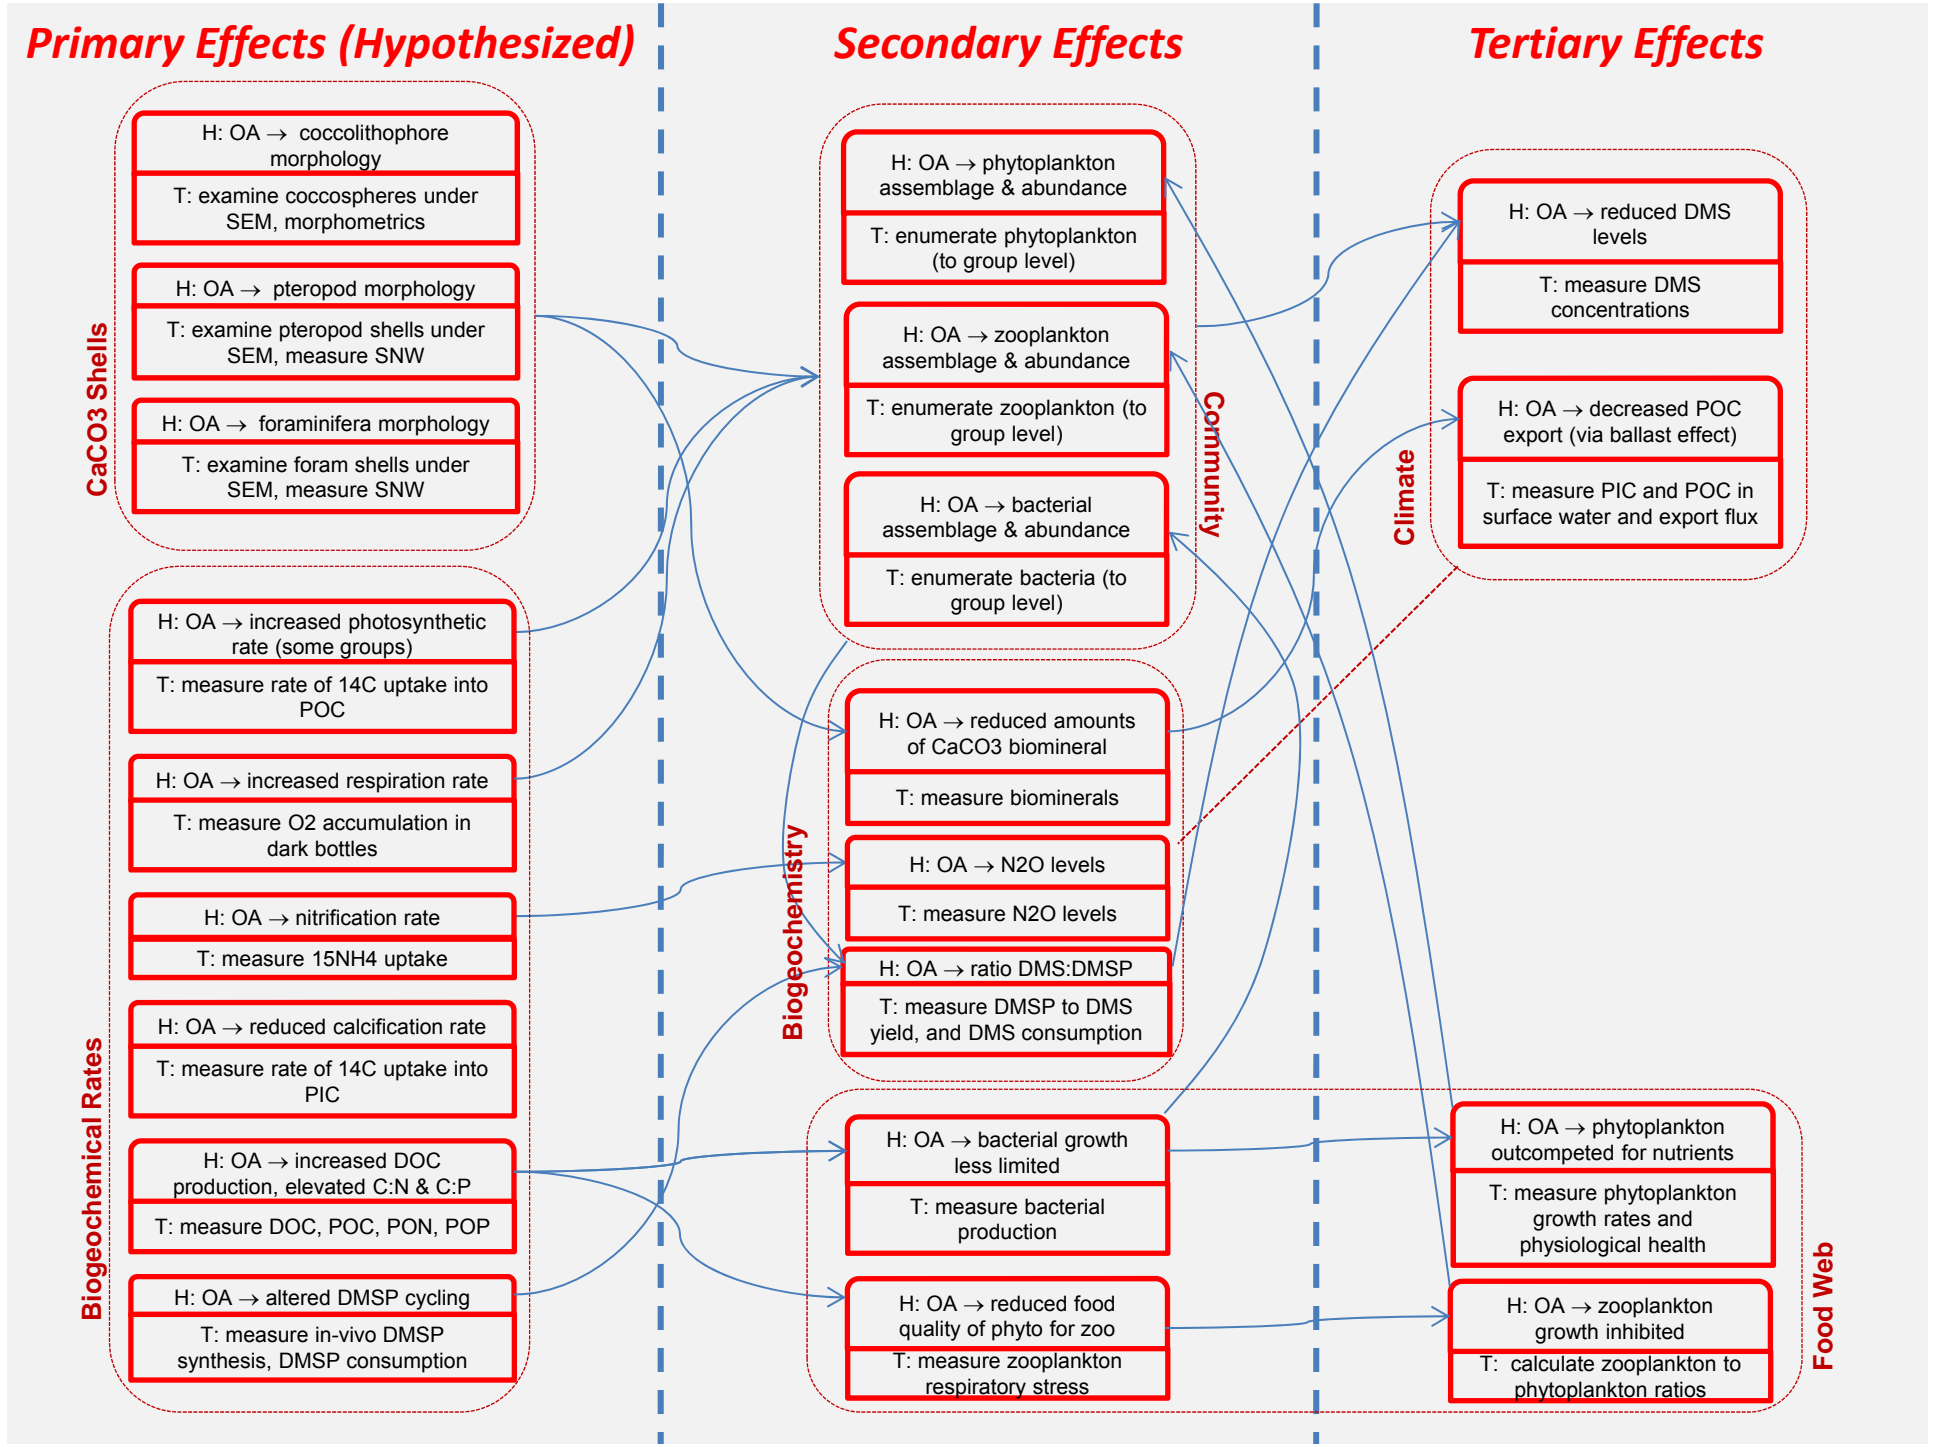 Primary Effects (Hypothesized)
Secondary Effects
Tertiary Effects
CaCO3 Shells
H: OA → coccolithophore
morphology
T: examine coccospheres under
SEM, morphometrics
H: OA → pteropod morphology
T: examine pteropod shells under
SEM, measure SNW
H: OA → foraminifera morphology
T: examine foram shells under
SEM, measure SNW
Biogeochemical Rates
H: OA → increased photosynthetic
rate (some groups)
T: measure rate of 14C uptake into
POC
H: OA → increased respiration rate
T: measure O2 accumulation in
dark bottles
H: OA → nitrification rate
T: measure 15NH4 uptake
H: OA → reduced calcification rate
T: measure rate of 14C uptake into
PIC
H: OA → increased DOC
production, elevated C:N & C:P
T: measure DOC, POC, PON, POP
H: OA → altered DMSP cycling
T: measure in-vivo DMSP
synthesis, DMSP consumption
Community
H: OA → phytoplankton
assemblage & abundance
T: enumerate phytoplankton
(to group level)
H: OA → zooplankton
assemblage & abundance
T: enumerate zooplankton (to
group level)
H: OA → bacterial
assemblage & abundance
T: enumerate bacteria (to
group level)
Biogeochemistry
H: OA → reduced amounts
of CaCO3 biomineral
T: measure biominerals
H: OA → N2O levels
T: measure N2O levels
H: OA → ratio DMS:DMSP
T: measure DMSP to DMS
yield, and DMS consumption
H: OA → bacterial growth
less limited
T: measure bacterial
production
H: OA → reduced food
quality of phyto for zoo
T: measure zooplankton
respiratory stress
Climate
H: OA → reduced DMS
levels
T: measure DMS
concentrations
H: OA → decreased POC
export (via ballast effect)
T: measure PIC and POC in
surface water and export flux
Food Web
H: OA → phytoplankton
outcompeted for nutrients
T: measure phytoplankton
growth rates and
physiological health
H: OA → zooplankton
growth inhibited
T: calculate zooplankton to
phytoplankton ratios